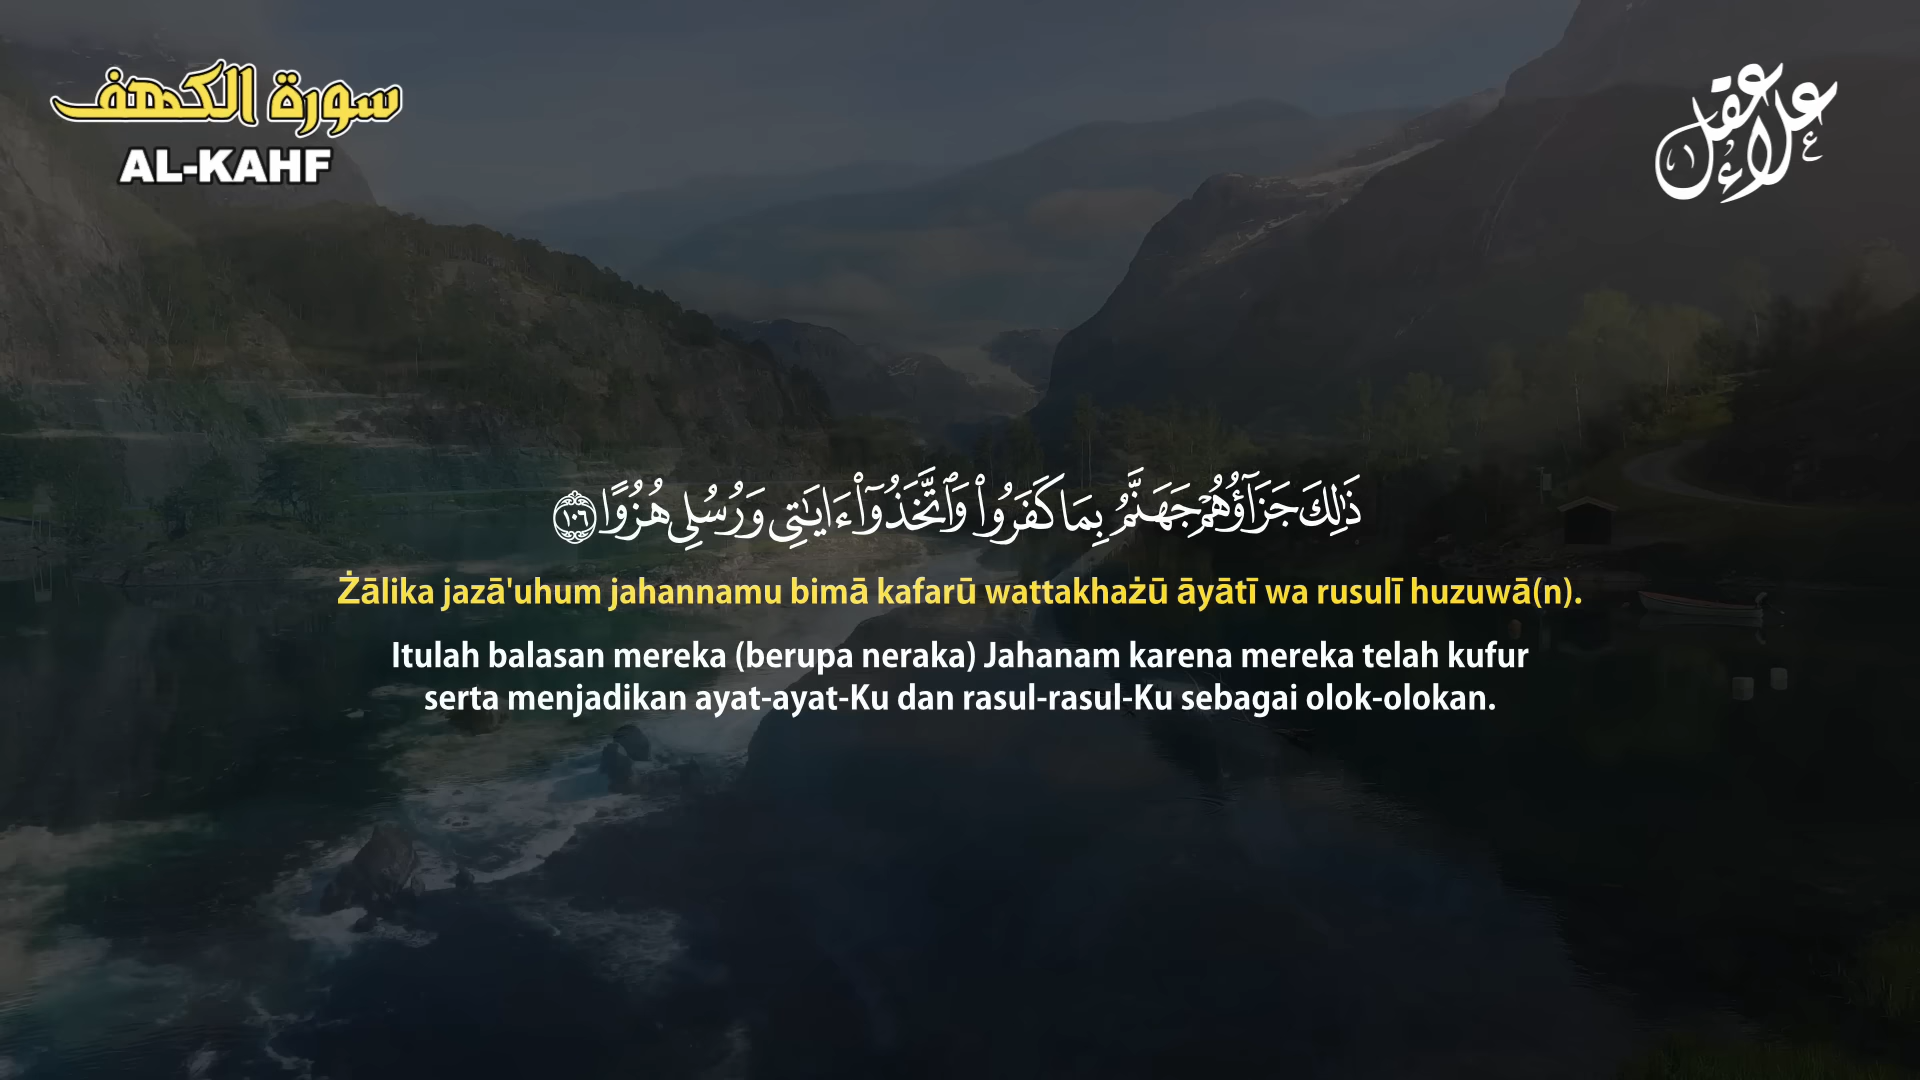 سورة الكهف
AL-KAHF
علاء عقل
ذَٰلِكَ جَزَآؤُهُمْ جَهَنَّمُ بِمَا كَفَرُوا۟ وَٱتَّخَذُوٓا۟ ءَايَـٰتِى وَرُسُلِى هُزُوًا ١٠٦
Żālika jazā'uhum jahannamu bimā kafarū wattakhażū āyātī wa rusulī huzuwā(n).
Itulah balasan mereka (berupa neraka) Jahanam karena mereka telah kufur
serta menjadikan ayat-ayat-Ku dan rasul-rasul-Ku sebagai olok-olokan.